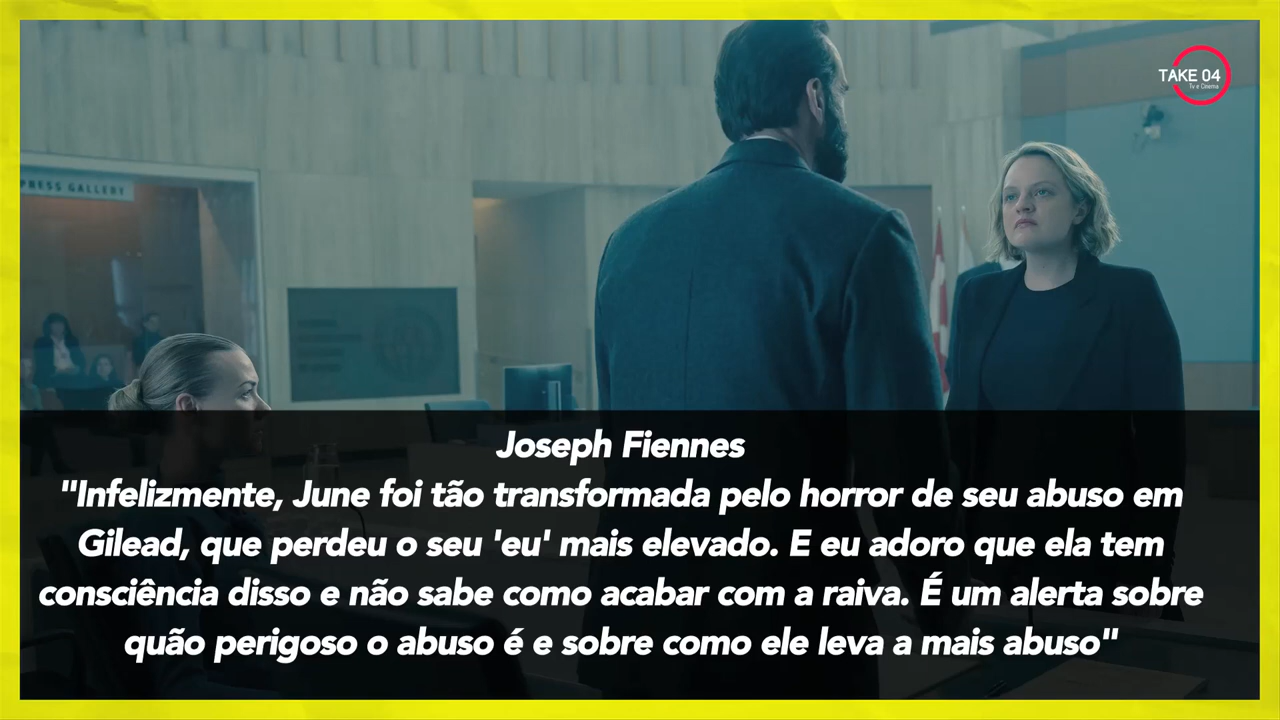 TAKE 04
Tv e Cinema
PRESS GALLERY
Joseph Fiennes
"Infelizmente, June foi tão transformada pelo horror de seu abuso em
Gilead, que perdeu o seu 'eu' mais elevado. E eu adoro que ela tem
consciência disso e não sabe como acabar com a raiva. É um alerta sobre
quão perigoso o abuso é e sobre como ele leva a mais abuso"